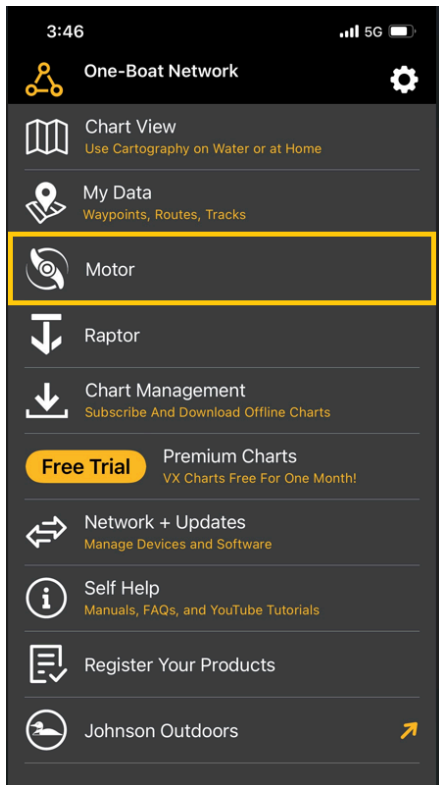 3:46
5G
One-Boat Network
Chart View
Use Cartography on Water or at Home
My Data
Waypoints, Routes, Tracks
Motor
Raptor
Chart Management
Subscribe And Download Offline Charts
Free Trial
Premium Charts
VX Charts Free For One Month!
Network + Updates
Manage Devices and Software
Self Help
Manuals, FAQs, and YouTube Tutorials
Register Your Products
Johnson Outdoors